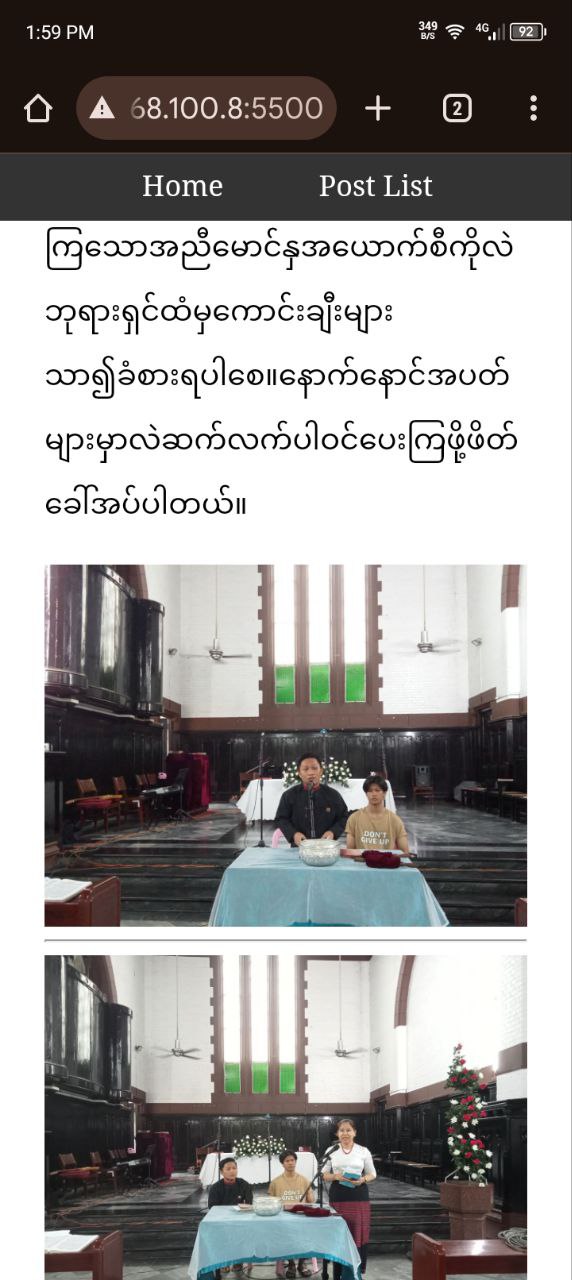 1:59 PM
349
B/S
4G
92
68.100.8:5500
2
Home
Post List
ကြသောအညီမောင်နှအယောက်စီကိုလဲ
ဘုရားရှင်ထံမှကောင်းချီးများ
သာ၍ခံစားရပါစေ။နောက်နောင်အပတ်
များမှာလဲဆက်လက်ပါဝင်ပေးကြဖို့ဖိတ်
ခေါ်အပ်ပါတယ်။
DON'T
GIVE UP
DON'T
GIVE UP